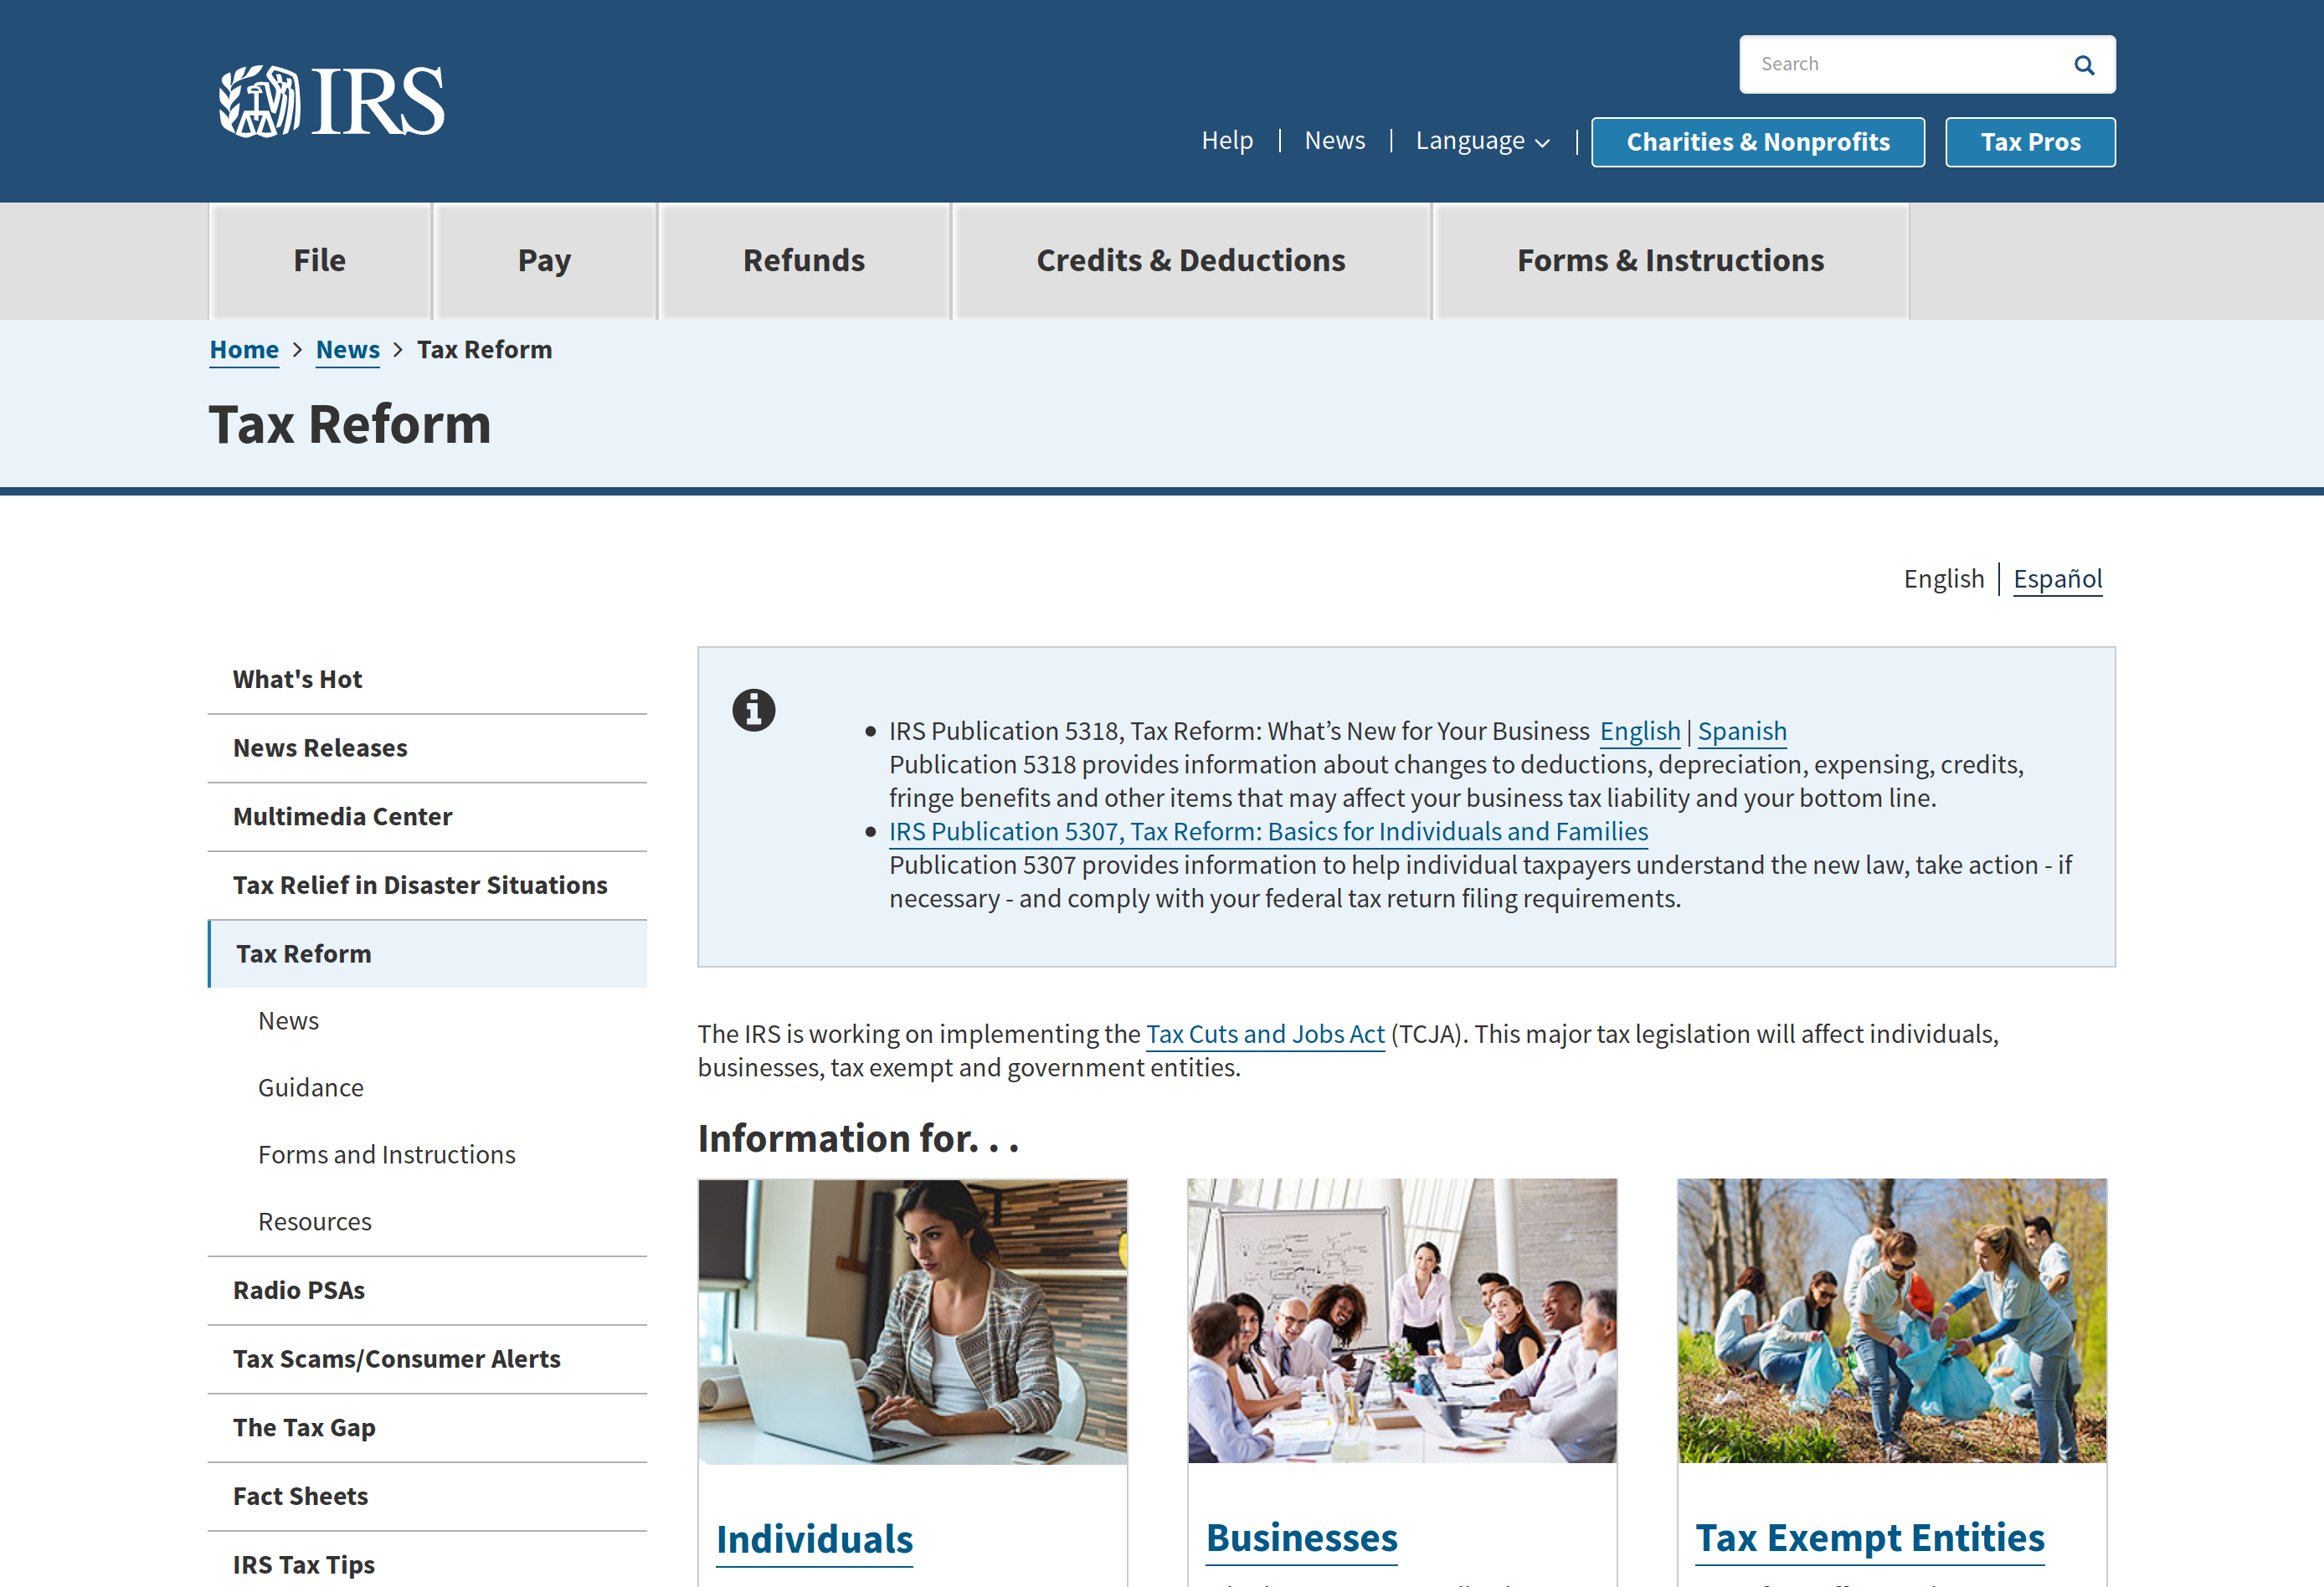 IRS
Search
Help
News
Language
Charities & Nonprofits
Tax Pros
File
Pay
Refunds
Credits & Deductions
Forms & Instructions
Home > News > Tax Reform
Tax Reform
English | Español
What's Hot
News Releases
Multimedia Center
Tax Relief in Disaster Situations
Tax Reform
News
Guidance
Forms and Instructions
Resources
Radio PSAs
Tax Scams/Consumer Alerts
The Tax Gap
Fact Sheets
IRS Tax Tips
• IRS Publication 5318, Tax Reform: What’s New for Your Business English | Spanish
Publication 5318 provides information about changes to deductions, depreciation, expensing, credits,
fringe benefits and other items that may affect your business tax liability and your bottom line.
• IRS Publication 5307, Tax Reform: Basics for Individuals and Families
Publication 5307 provides information to help individual taxpayers understand the new law, take action - if
necessary - and comply with your federal tax return filing requirements.
The IRS is working on implementing the Tax Cuts and Jobs Act (TCJA). This major tax legislation will affect individuals,
businesses, tax exempt and government entities.
Information for. . .
Individuals
Businesses
Tax Exempt Entities